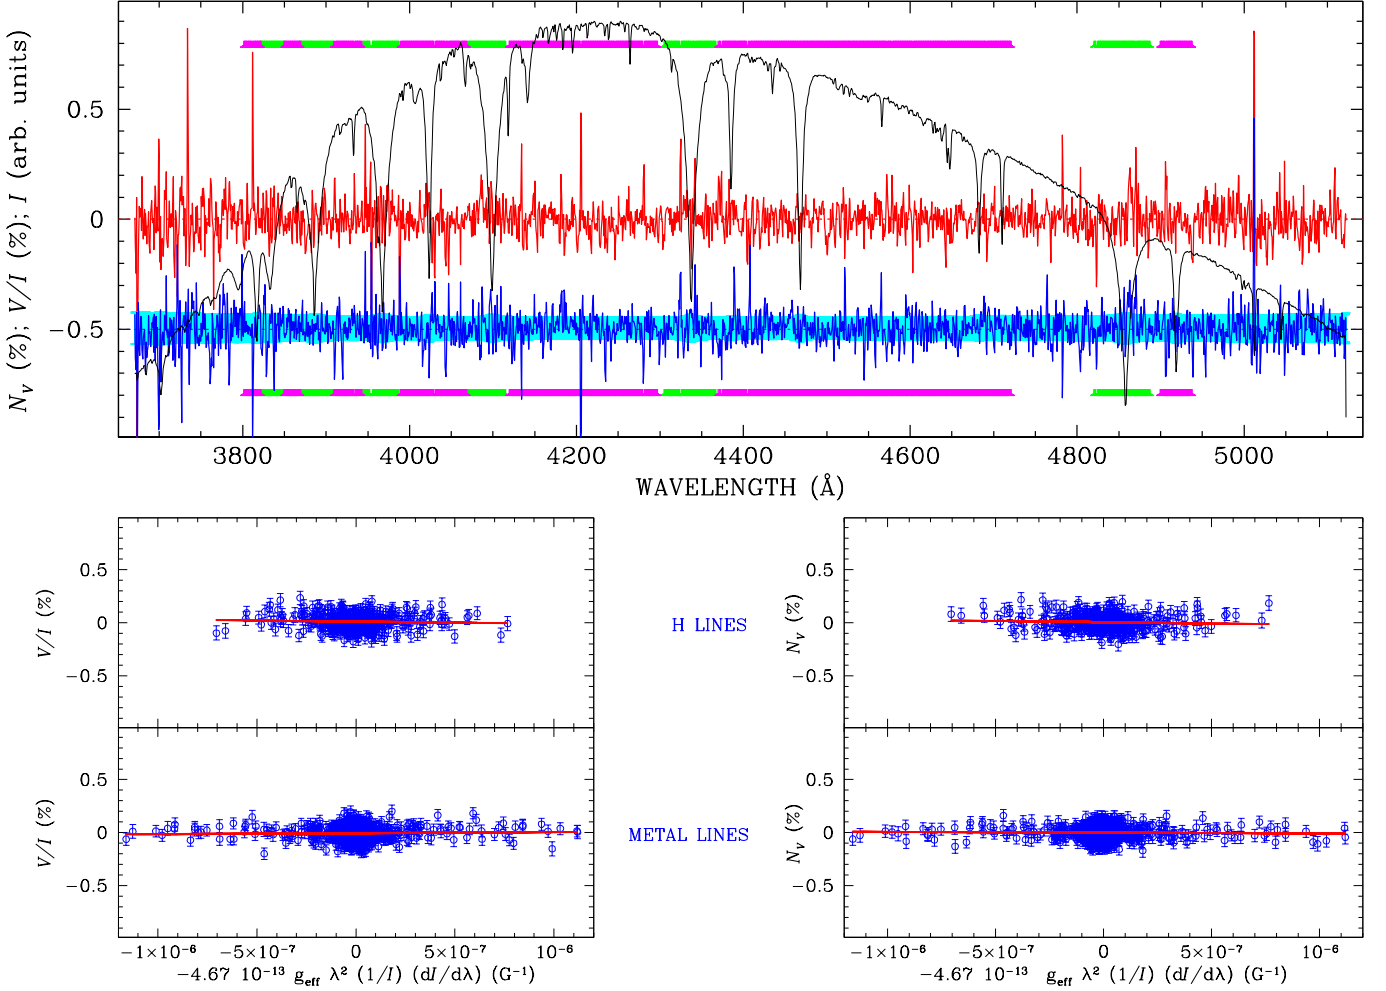 N_V (%); V/I (%); I (arb. units)
0.5
0
−0.5
3800 4000 4200 4400 4600 4800 5000
WAVELENGTH (Å)
V/I (%)
0.5
0
−0.5
H LINES
N_V (%)
0.5
0
−0.5
V/I (%)
0.5
0
−0.5
METAL LINES
N_V (%)
0.5
0
−0.5
−1×10⁻⁶ −5×10⁻⁷ 0 5×10⁻⁷ 10⁻⁶
−4.67 10⁻¹³ g_eff λ² (1/I) (dI/dλ) (G⁻¹)
−1×10⁻⁶ −5×10⁻⁷ 0 5×10⁻⁷ 10⁻⁶
−4.67 10⁻¹³ g_eff λ² (1/I) (dI/dλ) (G⁻¹)